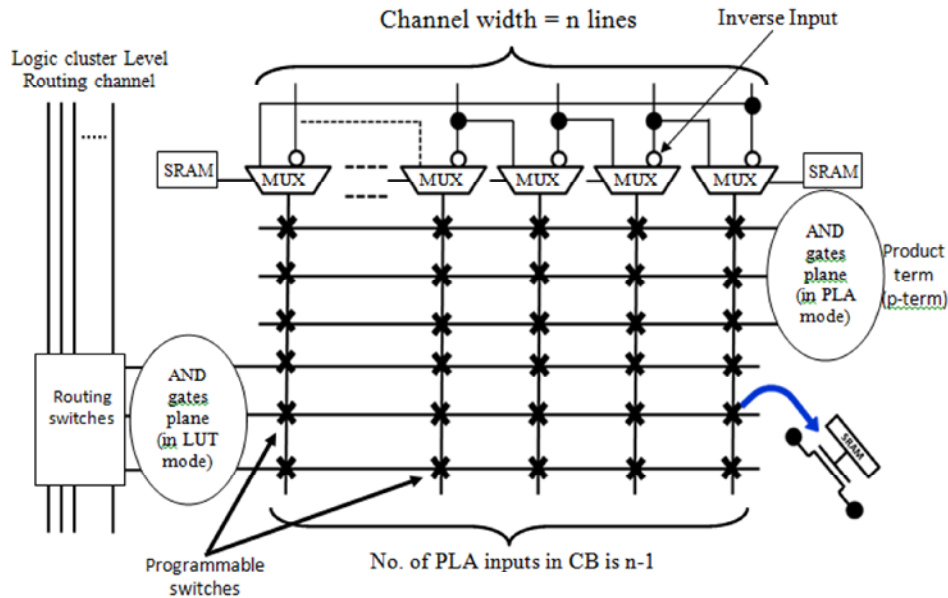 Channel width = n lines
Inverse Input
Logic cluster Level
Routing channel
.....
SRAM
MUX
MUX
MUX
MUX
MUX
SRAM
AND
gates
plane
(in PLA
mode)
Product
term
(p-term)
Routing
switches
AND
gates
plane
(in LUT
mode)
SRAM
Programmable
switches
No. of PLA inputs in CB is n-1